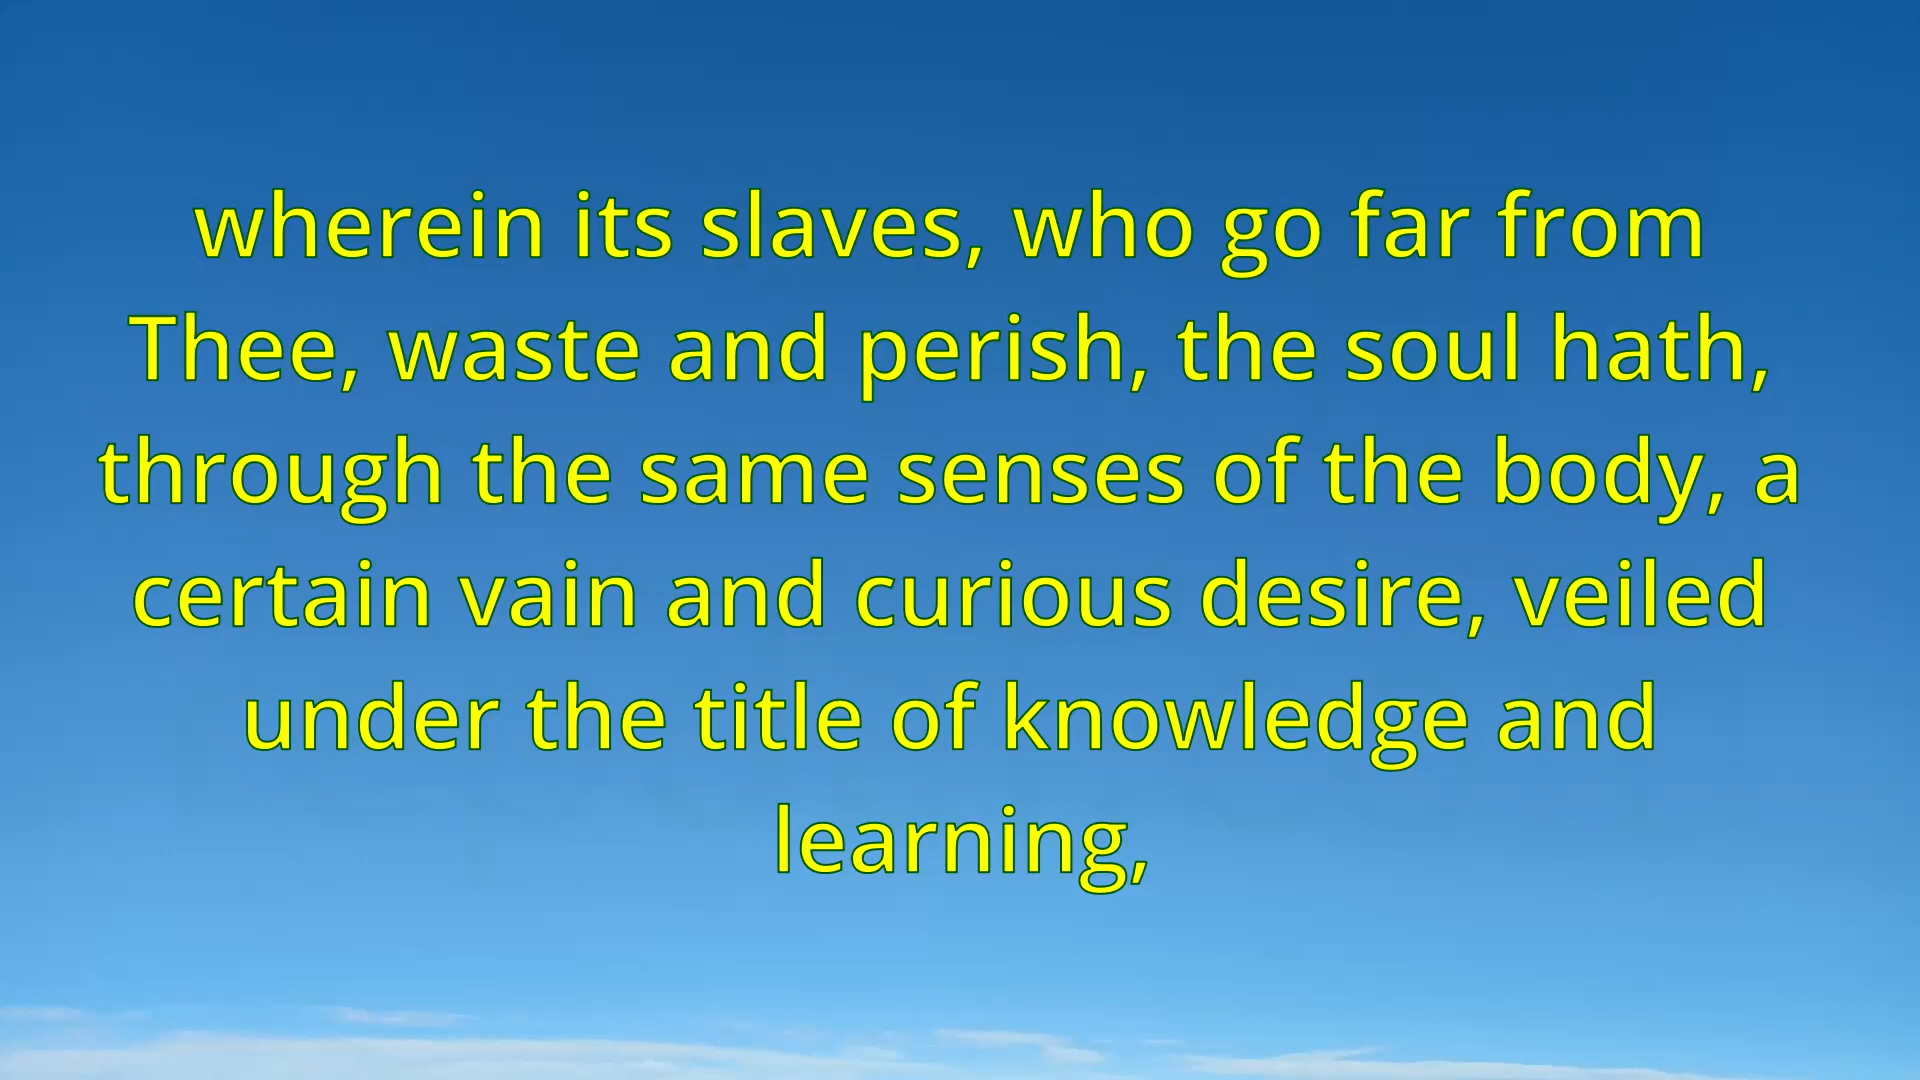 wherein its slaves, who go far from
Thee, waste and perish, the soul hath,
through the same senses of the body, a
certain vain and curious desire, veiled
under the title of knowledge and
learning,